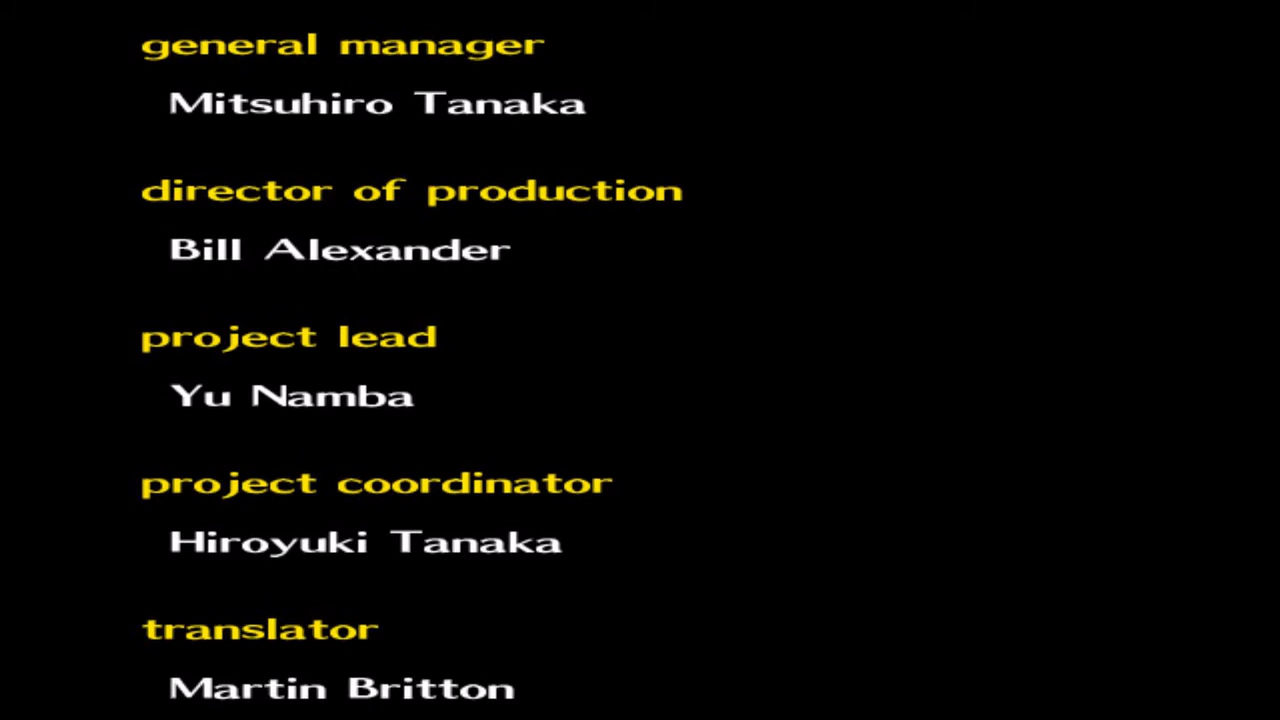 general manager
Mitsuhiro Tanaka
director of production
Bill Alexander
project lead
Yu Namba
project coordinator
Hiroyuki Tanaka
translator
Martin Britton